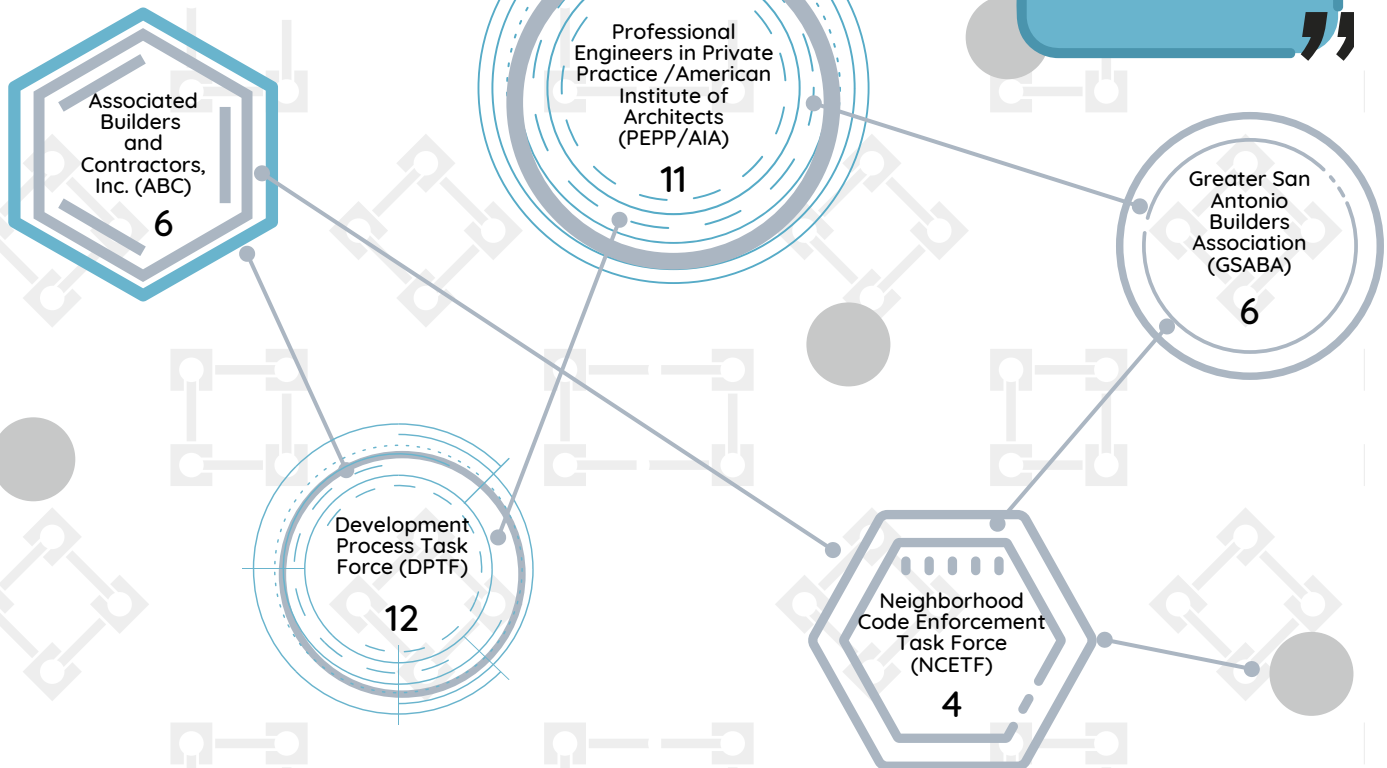 Associated
Builders
and
Contractors,
Inc. (ABC)
6
Professional
Engineers in Private
Practice /American
Institute of
Architects
(PEPP/AIA)
11
”
Greater San
Antonio
Builders
Association
(GSABA)
6
Development
Process Task
Force (DPTF)
12
Neighborhood
Code Enforcement
Task Force
(NCETF)
4